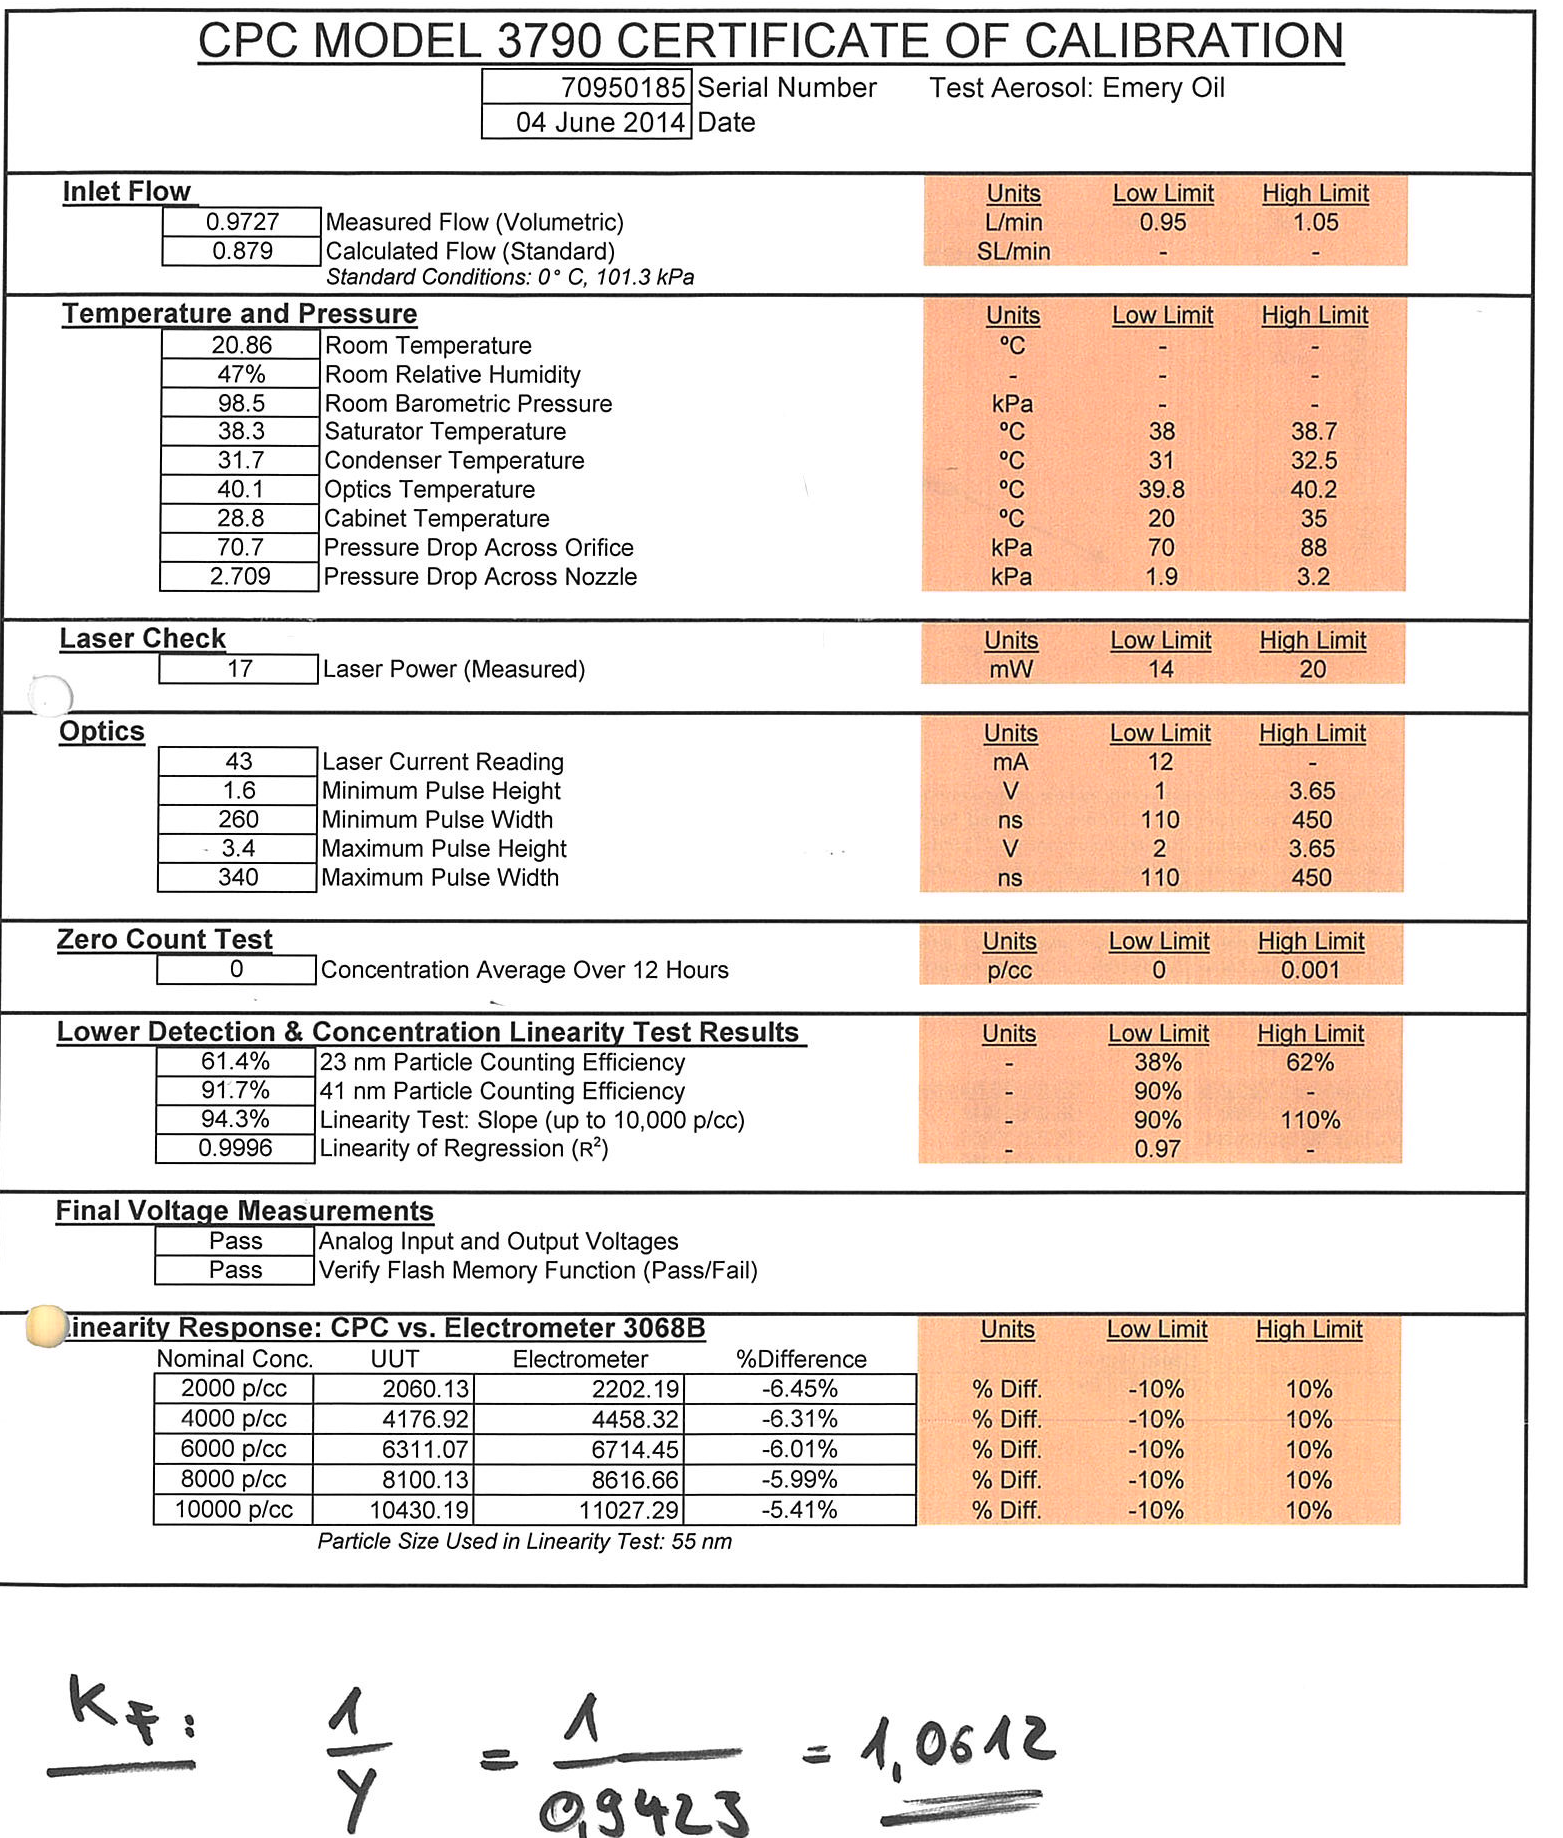 CPC MODEL 3790 CERTIFICATE OF CALIBRATION
70950185 Serial Number Test Aerosol: Emery Oil
04 June 2014 Date
Inlet Flow Units Low Limit High Limit
0.9727 Measured Flow (Volumetric) L/min 0.95 1.05
0.879 Calculated Flow (Standard) SL/min - -
Standard Conditions: 0° C, 101.3 kPa
Temperature and Pressure Units Low Limit High Limit
20.86 Room Temperature ºC - -
47% Room Relative Humidity - - -
98.5 Room Barometric Pressure kPa - -
38.3 Saturator Temperature ºC 38 38.7
31.7 Condenser Temperature ºC 31 32.5
40.1 Optics Temperature ºC 39.8 40.2
28.8 Cabinet Temperature ºC 20 35
70.7 Pressure Drop Across Orifice kPa 70 88
2.709 Pressure Drop Across Nozzle kPa 1.9 3.2
Laser Check Units Low Limit High Limit
17 Laser Power (Measured) mW 14 20
Optics Units Low Limit High Limit
43 Laser Current Reading mA 12 -
1.6 Minimum Pulse Height V 1 3.65
260 Minimum Pulse Width ns 110 450
3.4 Maximum Pulse Height V 2 3.65
340 Maximum Pulse Width ns 110 450
Zero Count Test Units Low Limit High Limit
0 Concentration Average Over 12 Hours p/cc 0 0.001
Lower Detection & Concentration Linearity Test Results Units Low Limit High Limit
61.4% 23 nm Particle Counting Efficiency - 38% 62%
91.7% 41 nm Particle Counting Efficiency - 90% -
94.3% Linearity Test: Slope (up to 10,000 p/cc) - 90% 110%
0.9996 Linearity of Regression (R²) - 0.97 -
Final Voltage Measurements
Pass Analog Input and Output Voltages
Pass Verify Flash Memory Function (Pass/Fail)
inearity Response: CPC vs. Electrometer 3068B Units Low Limit High Limit
Nominal Conc. UUT Electrometer %Difference
2000 p/cc 2060.13 2202.19 -6.45% % Diff. -10% 10%
4000 p/cc 4176.92 4458.32 -6.31% % Diff. -10% 10%
6000 p/cc 6311.07 6714.45 -6.01% % Diff. -10% 10%
8000 p/cc 8100.13 8616.66 -5.99% % Diff. -10% 10%
10000 p/cc 10430.19 11027.29 -5.41% % Diff. -10% 10%
Particle Size Used in Linearity Test: 55 nm
KF: 1/Y = 1/0,9423 = 1,0612